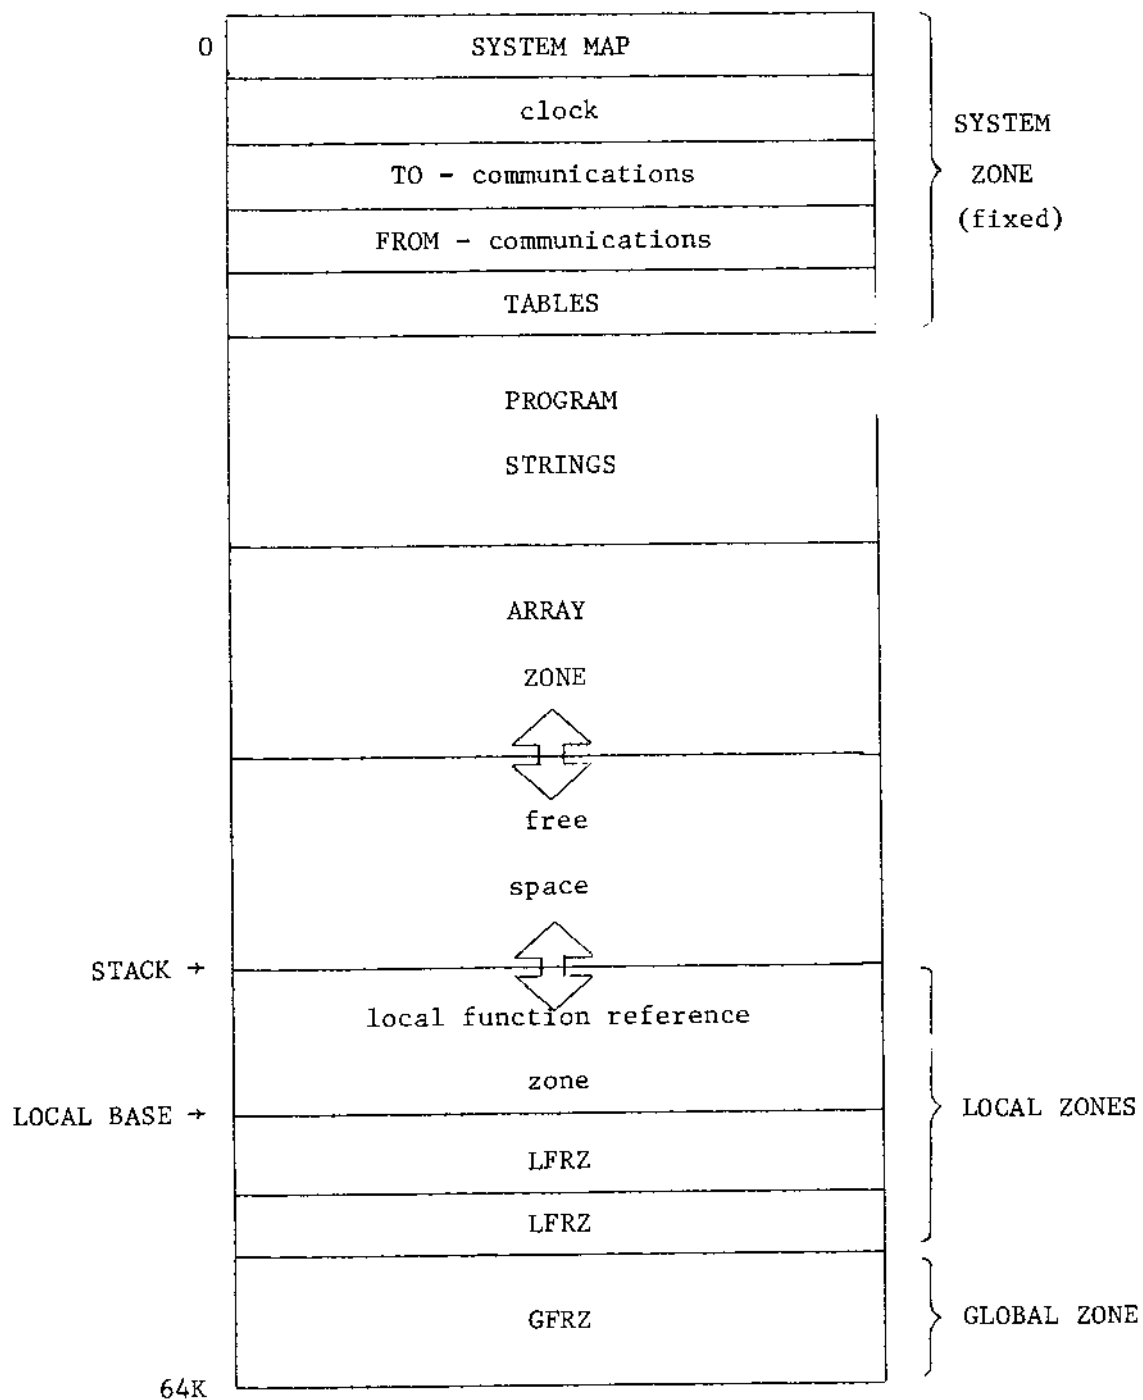 0
SYSTEM MAP
clock
TO - communications
FROM - communications
TABLES
SYSTEM
ZONE
(fixed)
PROGRAM
STRINGS
ARRAY
ZONE
free
space
STACK →
local function reference
zone
LOCAL BASE →
LFRZ
LFRZ
LOCAL ZONES
GFRZ
GLOBAL ZONE
64K